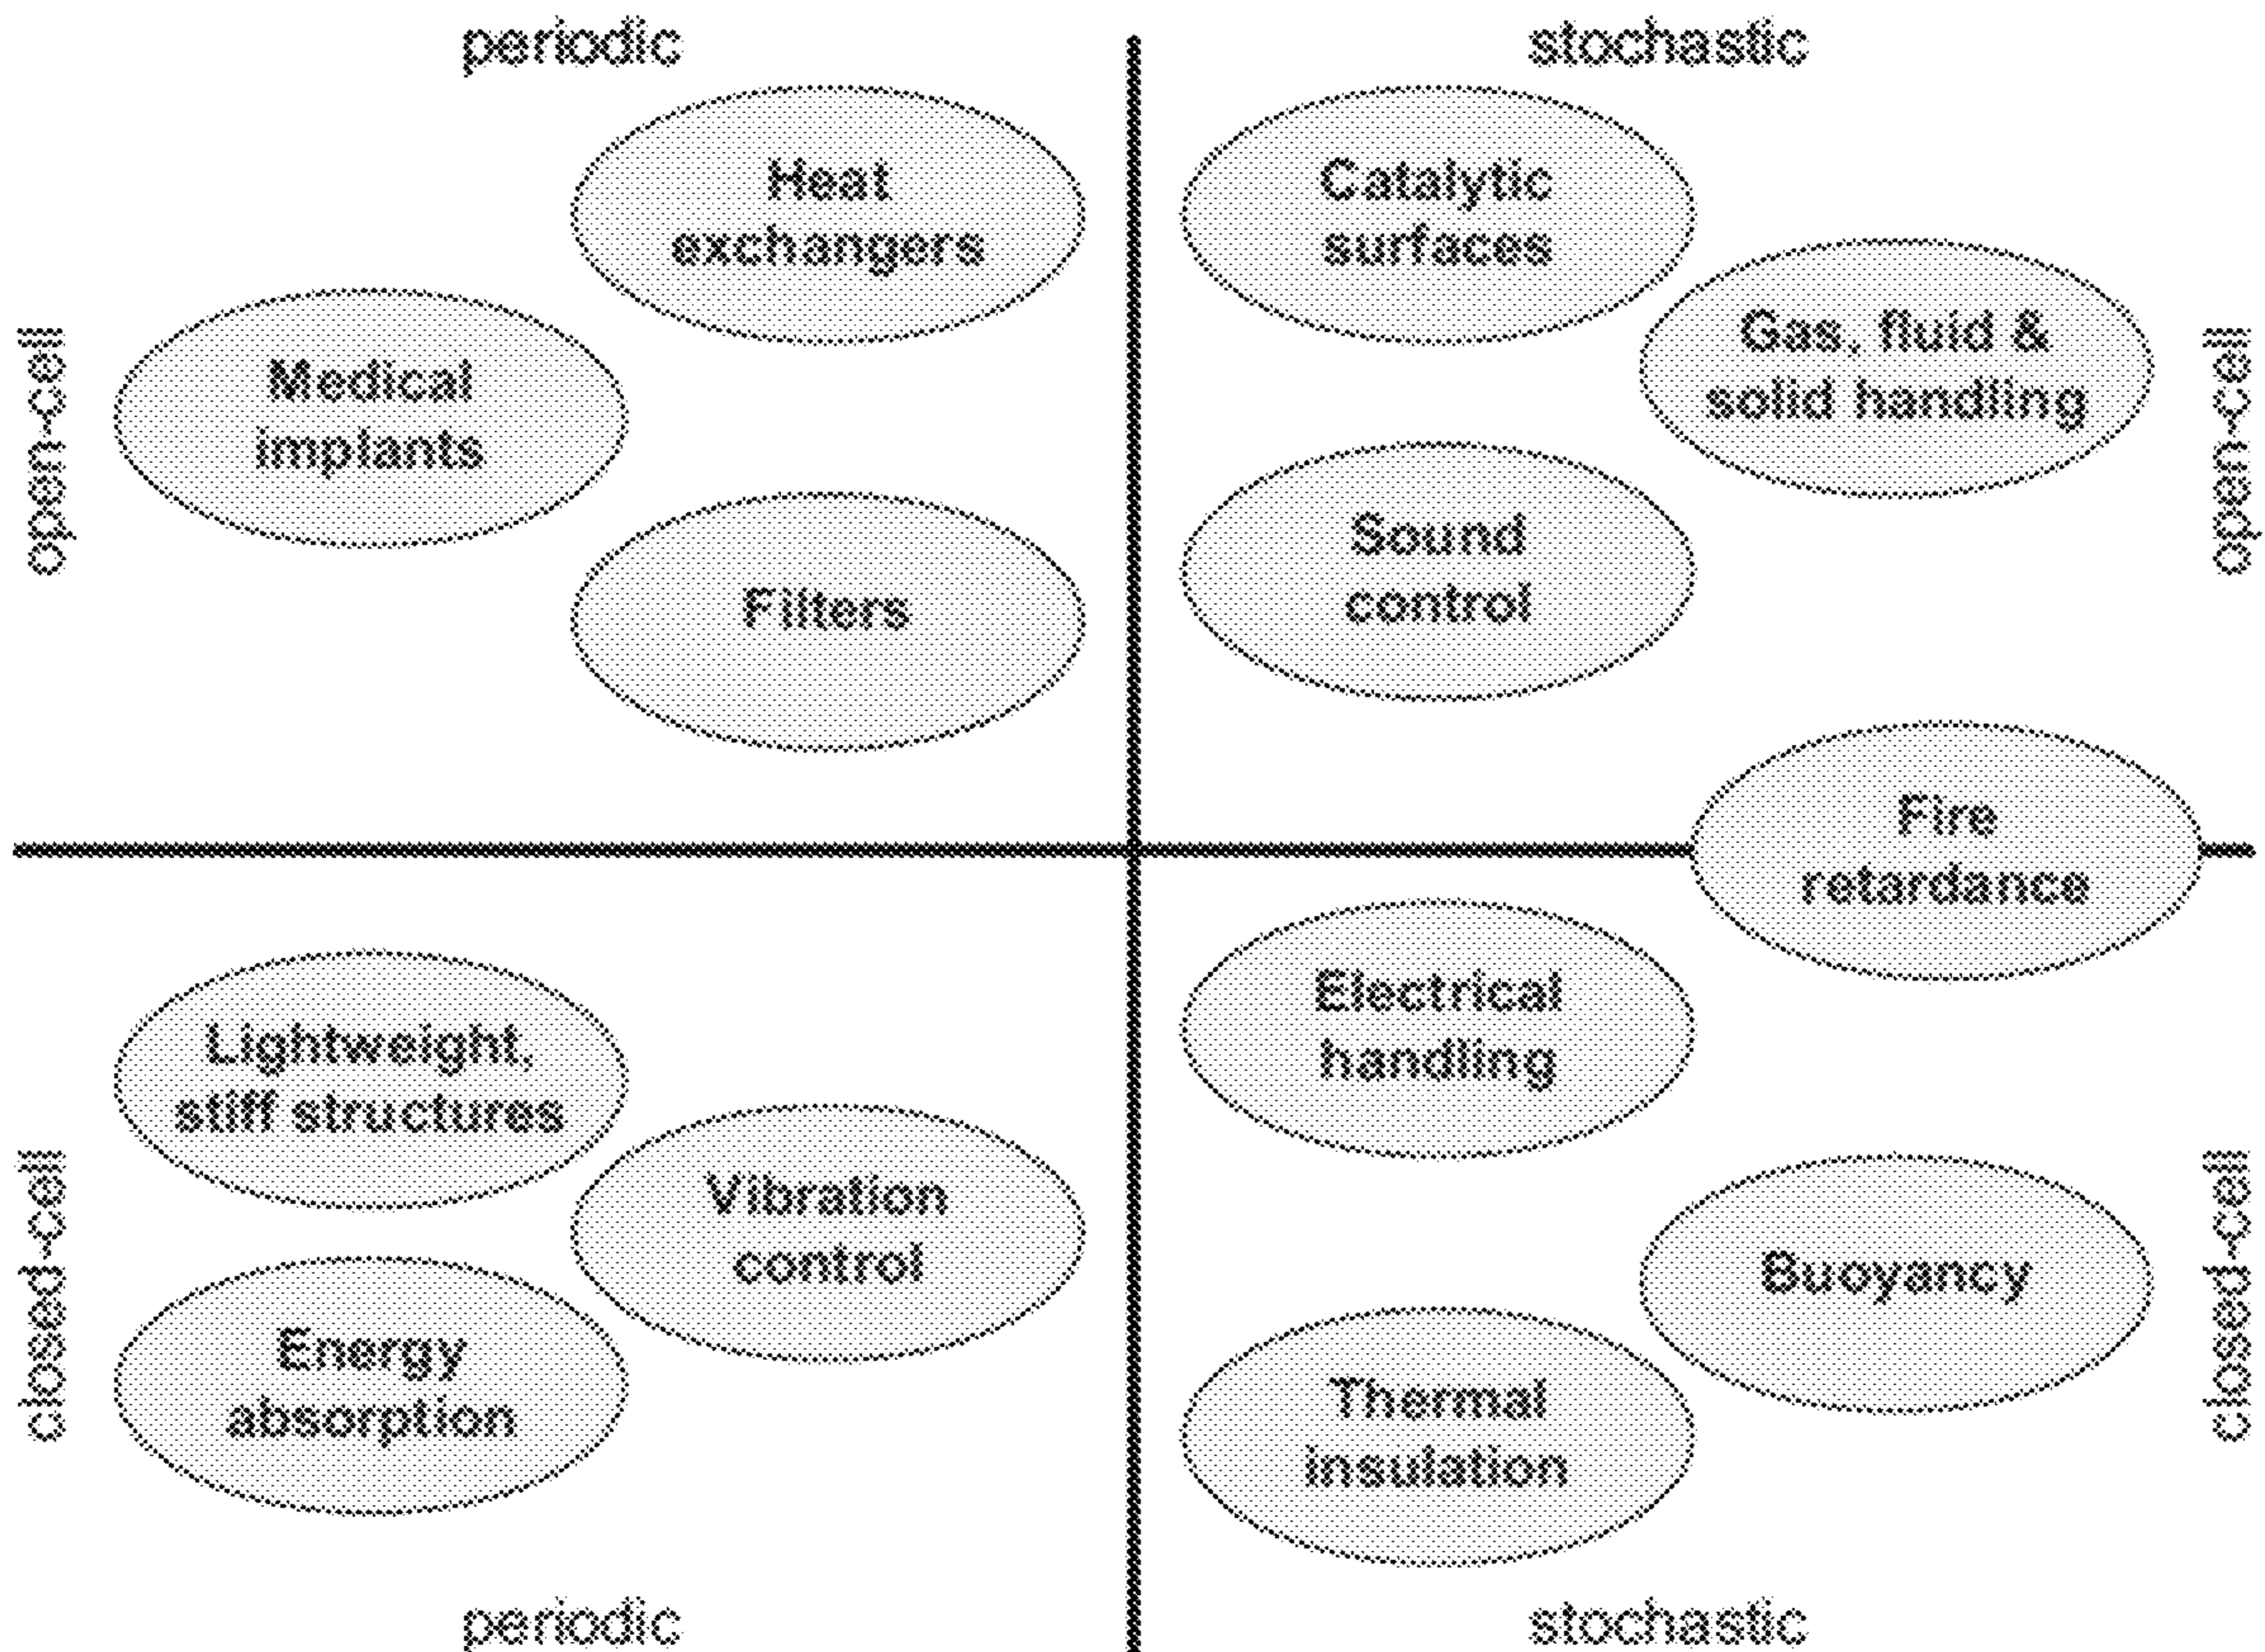 periodic
stochastic
Heat
exchangers
Catalytic
surfaces
Medical
implants
Gas, fluid &
solid handling
open-cell
open-cell
Sound
control
Filters
Fire
retardance
Electrical
handling
Lightweight,
stiff structures
Vibration
control
Buoyancy
closed-cell
closed-cell
Energy
absorption
Thermal
insulation
periodic
stochastic